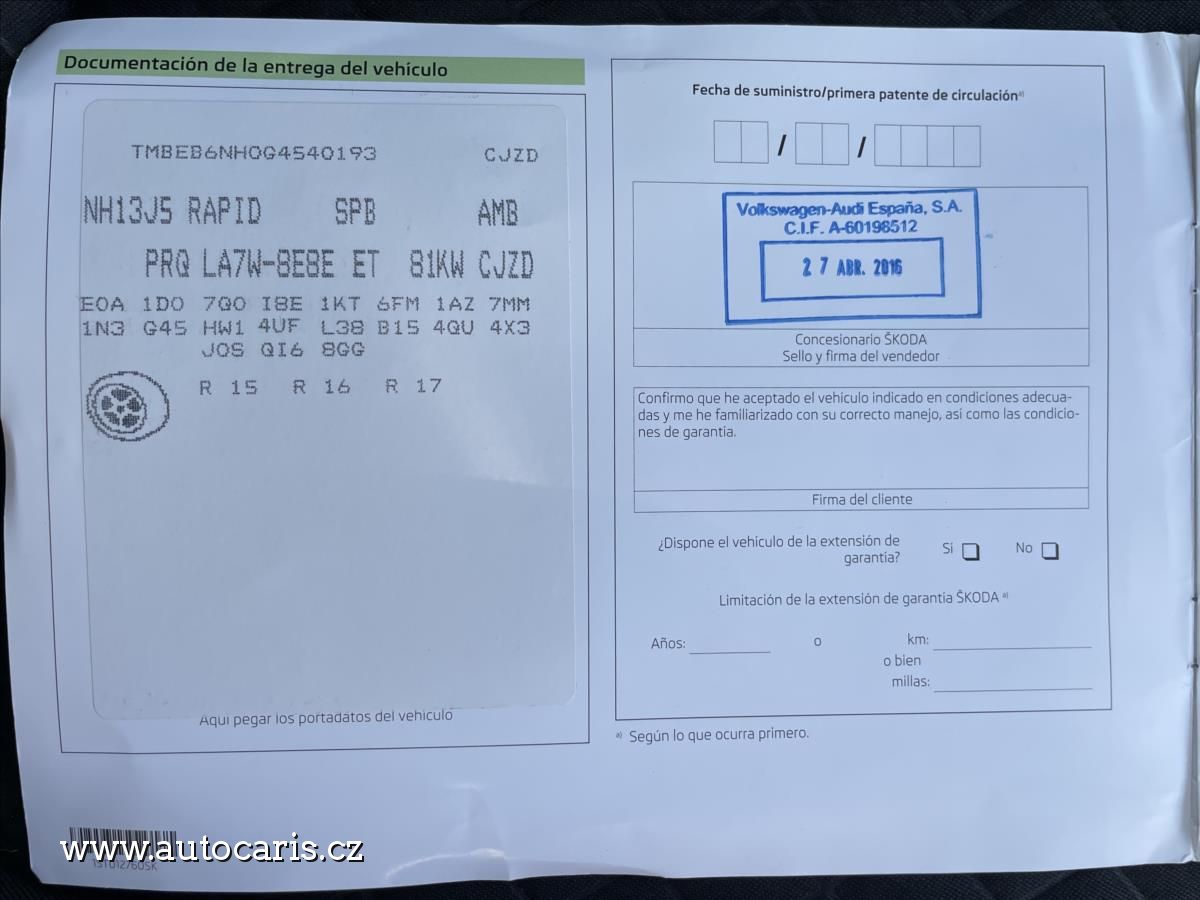 Documentación de la entrega del vehículo
TMBEB6NH0G4540193 CJZD
NH13J5 RAPID SPB AMB
PRQ LA7W-8E8E ET 81KW CJZD
E0A 1D0 7Q0 I8E 1KT 6FM 1AZ 7MM
1N3 G45 HW1 4UF L38 B15 4QU 4X3
J0S QI6 8GG
R 15 R 16 R 17
Aquí pegar los portadatos del vehículo
Fecha de suministro/primera patente de circulación a)
/ /
Volkswagen-Audi España, S.A.
C.I.F. A-60198512
27 ABR. 2016
Concesionario ŠKODA
Sello y firma del vendedor
Confirmo que he aceptado el vehículo indicado en condiciones adecua-
das y me he familiarizado con su correcto manejo, así como las condicio-
nes de garantía.
Firma del cliente
¿Dispone el vehículo de la extensión de
garantía?
Sí No
Limitación de la extensión de garantía ŠKODA a)
Años: o km:
o bien
millas:
a) Según lo que ocurra primero.
www.autocaris.cz